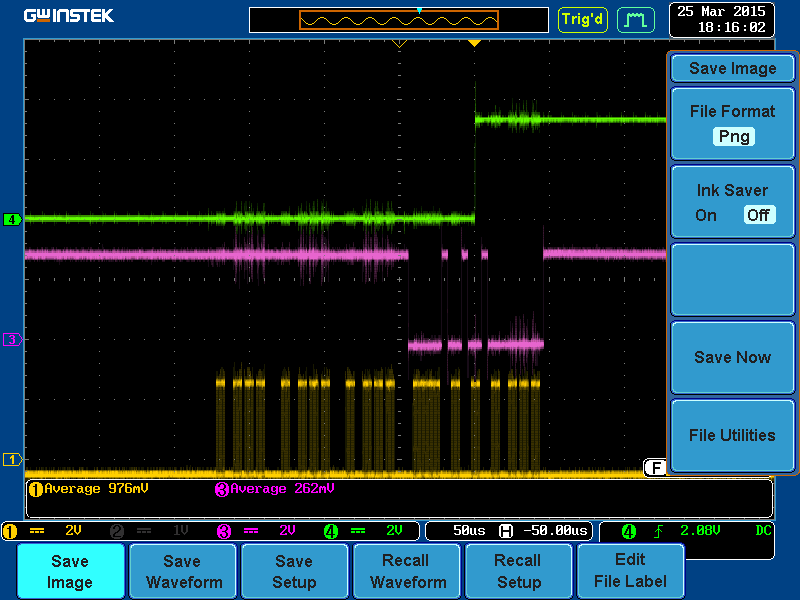 GWINSTEK
Trig'd
25 Mar 2015
18:16:02
Save Image
File Format
Png
Ink Saver
On Off
Save Now
File Utilities
4
3
1
F
1 Average 976mV 3 Average 262mV
1 2V 2 1V 3 2V 4 2V 50us H -50.00us 4 2.08V DC
Save Image
Save Waveform
Save Setup
Recall Waveform
Recall Setup
Edit File Label